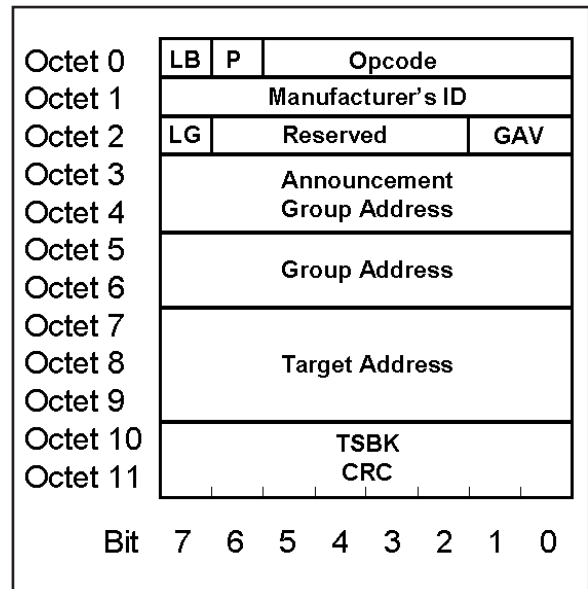 Octet 0 LB P Opcode
Octet 1 Manufacturer's ID
Octet 2 LG Reserved GAV
Octet 3 Announcement
Octet 4 Group Address
Octet 5
Group Address
Octet 6
Octet 7
Octet 8 Target Address
Octet 9
Octet 10 TSBK
Octet 11 CRC
Bit 7 6 5 4 3 2 1 0